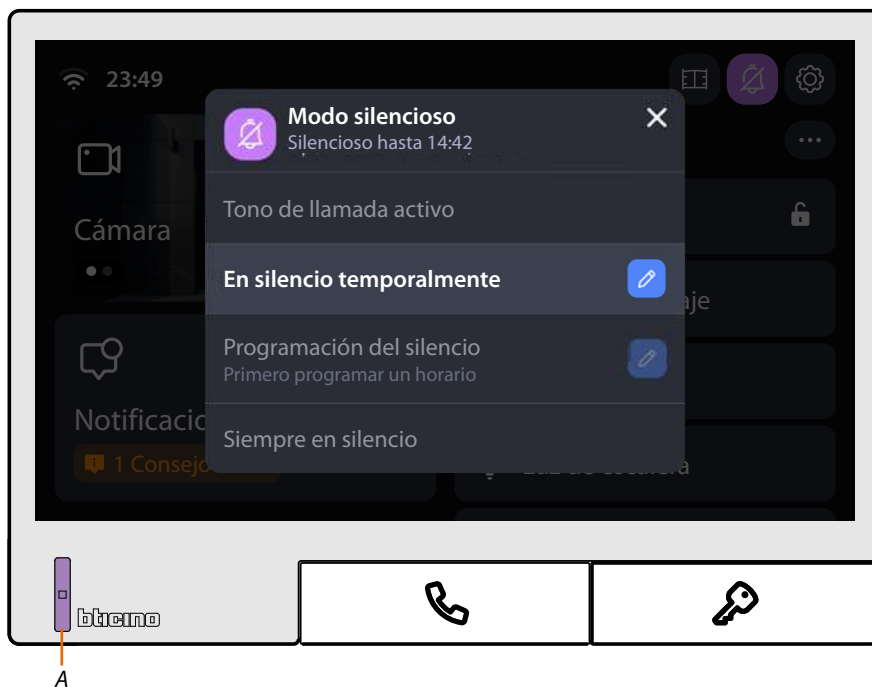 23:49
Modo silencioso
Silencioso hasta 14:42
Cámara
Tono de llamada activo
En silencio temporalmente
aje
Programación del silencio
Primero programar un horario
Notificacio
1 Consejo
Siempre en silencio
bticino
A